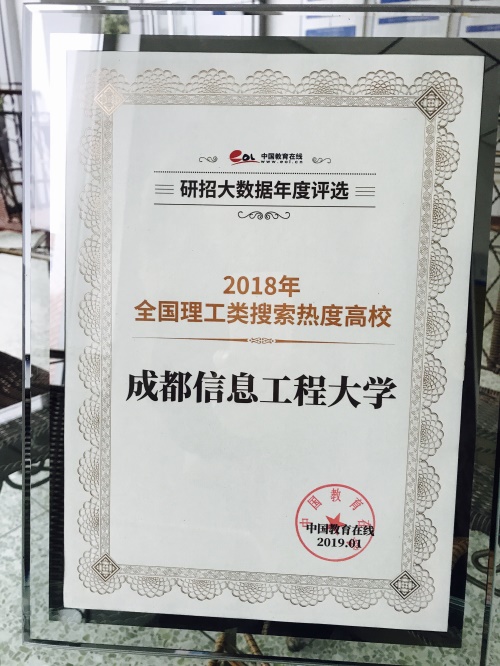 eol 中国教育在线
www.eol.cn
研招大数据年度评选
2018年
全国理工类搜索热度高校
成都信息工程大学
中国教育在线
中国教育在线
2019.01